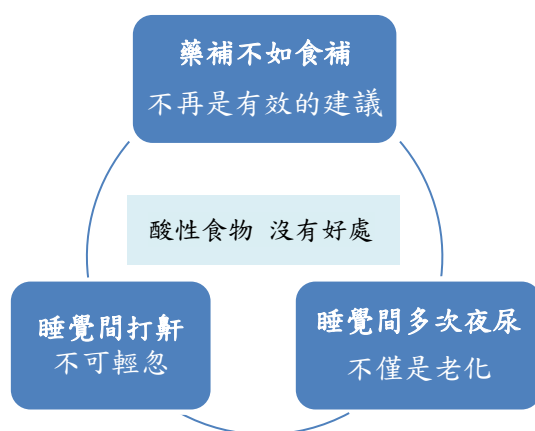 藥補不如食補
不再是有效的建議
酸性食物 沒有好處
睡覺間打鼾
不可輕忽
睡覺間多次夜尿
不僅是老化